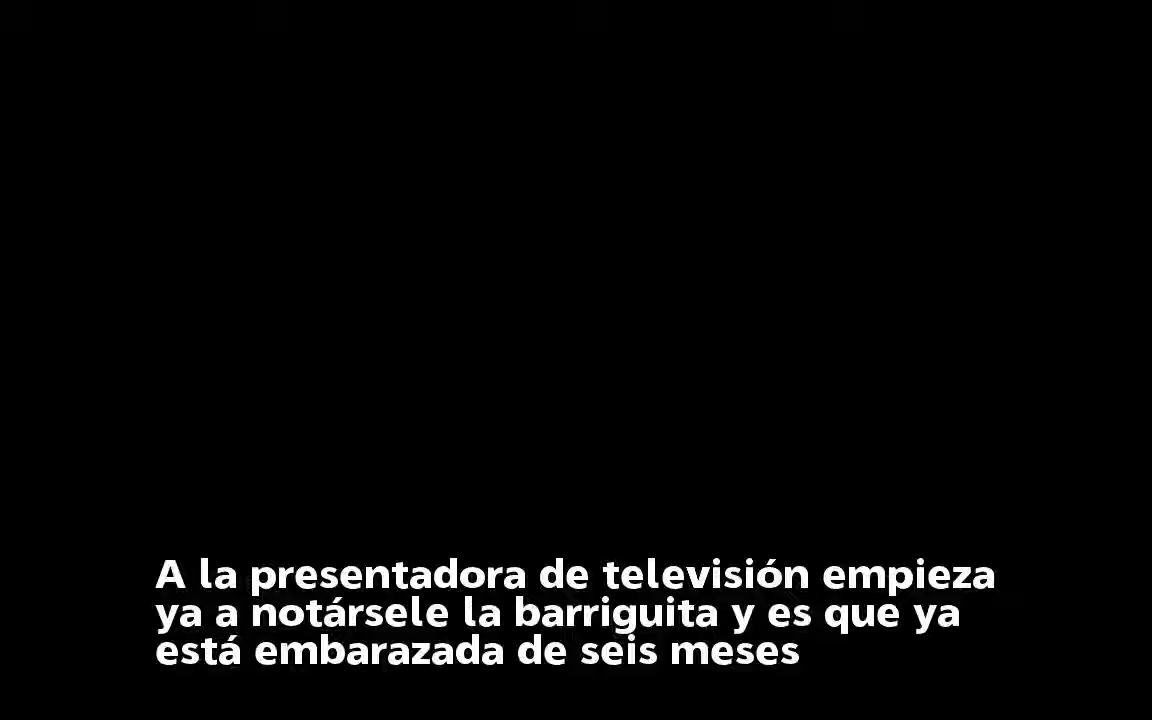 A la presentadora de televisión empieza
ya a notársele la barriguita y es que ya
está embarazada de seis meses